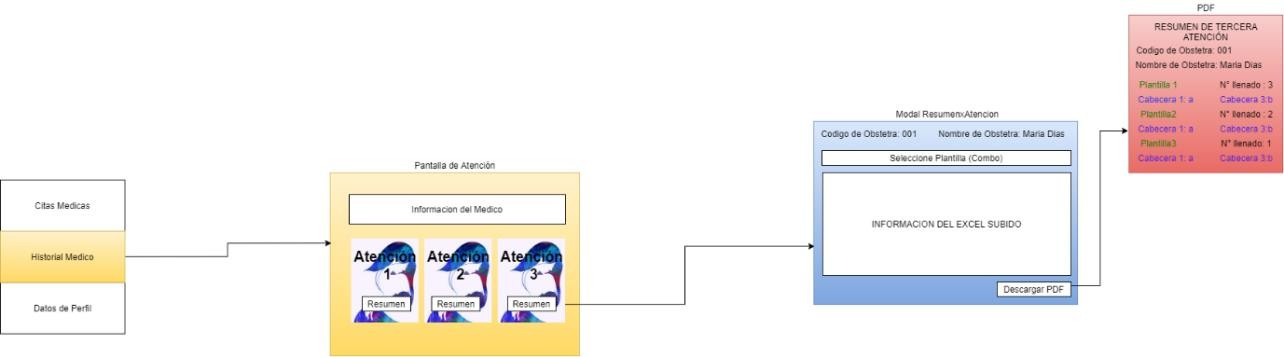 Citas Medicas
Historial Medico
Datos de Perfil
Pantalla de Atención
Informacion del Medico
Atención
1
Resumen
Atención
2
Resumen
Atención
3
Resumen
Modal ResumenxAtencion
Codigo de Obstetra: 001 Nombre de Obstetra: Maria Dias
Seleccione Plantilla (Combo)
INFORMACION DEL EXCEL SUBIDO
Descargar PDF
PDF
RESUMEN DE TERCERA
ATENCIÓN
Codigo de Obstetra: 001
Nombre de Obstetra: Maria Dias
Plantilla 1 N° llenado : 3
Cabecera 1: a Cabecera 3:b
Plantilla2 N° llenado : 2
Cabecera 1: a Cabecera 3:b
Plantilla3 N° llenado: 1
Cabecera 1: a Cabecera 3:b